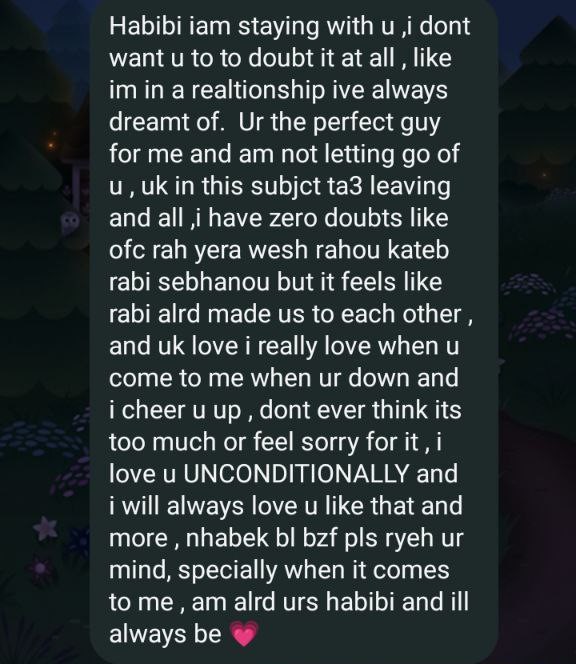 Habibi iam staying with u ,i dont
want u to to doubt it at all , like
im in a realtionship ive always
dreamt of.  Ur the perfect guy
for me and am not letting go of
u , uk in this subjct ta3 leaving
and all ,i have zero doubts like
ofc rah yera wesh rahou kateb
rabi sebhanou but it feels like
rabi alrd made us to each other ,
and uk love i really love when u
come to me when ur down and
i cheer u up , dont ever think its
too much or feel sorry for it , i
love u UNCONDITIONALLY and
i will always love u like that and
more , nhabek bl bzf pls ryeh ur
mind, specially when it comes
to me , am alrd urs habibi and ill
always be 💗